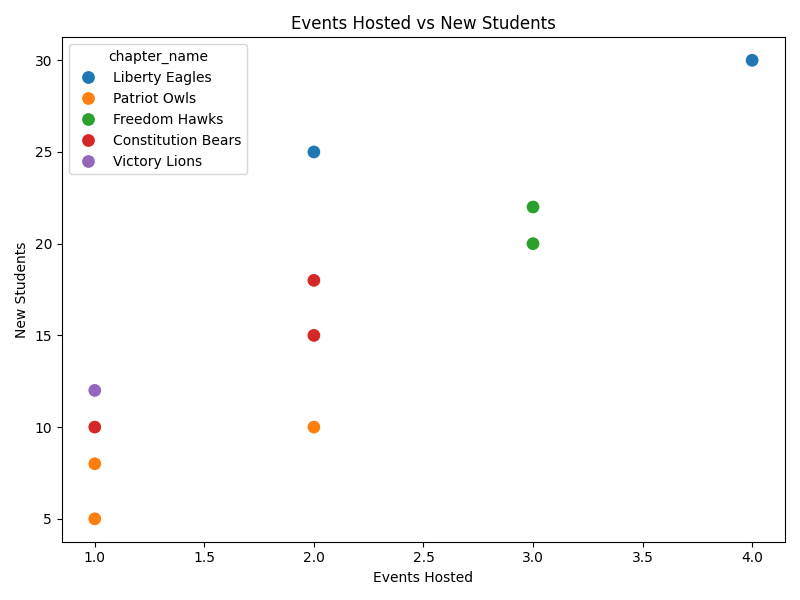 Events Hosted vs New Students
chapter_name
Liberty Eagles
Patriot Owls
Freedom Hawks
Constitution Bears
Victory Lions
30
25
20
15
10
5
New Students
1.0 1.5 2.0 2.5 3.0 3.5 4.0
Events Hosted